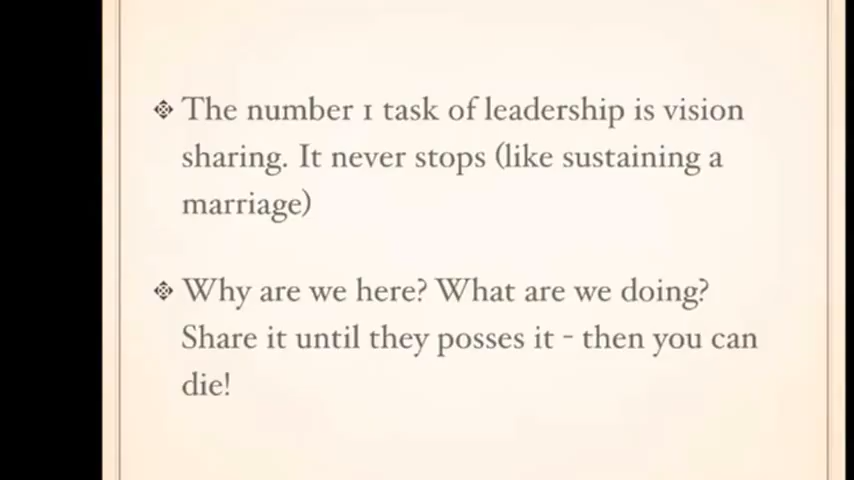 The number 1 task of leadership is vision
sharing. It never stops (like sustaining a
marriage)
Why are we here? What are we doing?
Share it until they posses it - then you can
die!